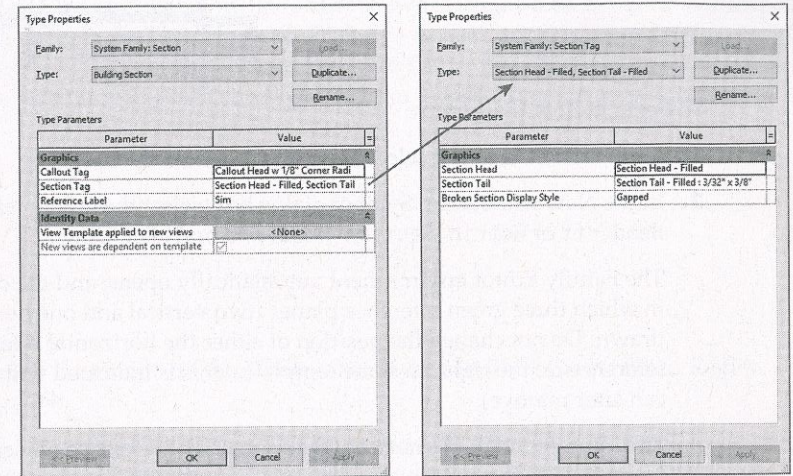 Type Properties
Family: System Family: Section Load...
Type: Building Section Duplicate...
Rename...
Type Parameters
Parameter Value =
Graphics
Callout Tag Callout Head w 1/8" Corner Radi
Section Tag Section Head - Filled, Section Tail
Reference Label Sim
Identity Data
View Template applied to new views <None>
New views are dependent on template
<< Preview OK Cancel Apply
Type Properties
Family: System Family: Section Tag Load...
Type: Section Head - Filled, Section Tail - Filled Duplicate...
Rename...
Type Parameters
Parameter Value =
Graphics
Section Head Section Head - Filled
Section Tail Section Tail - Filled : 3/32" x 3/8"
Broken Section Display Style Gapped
<< Preview OK Cancel Apply